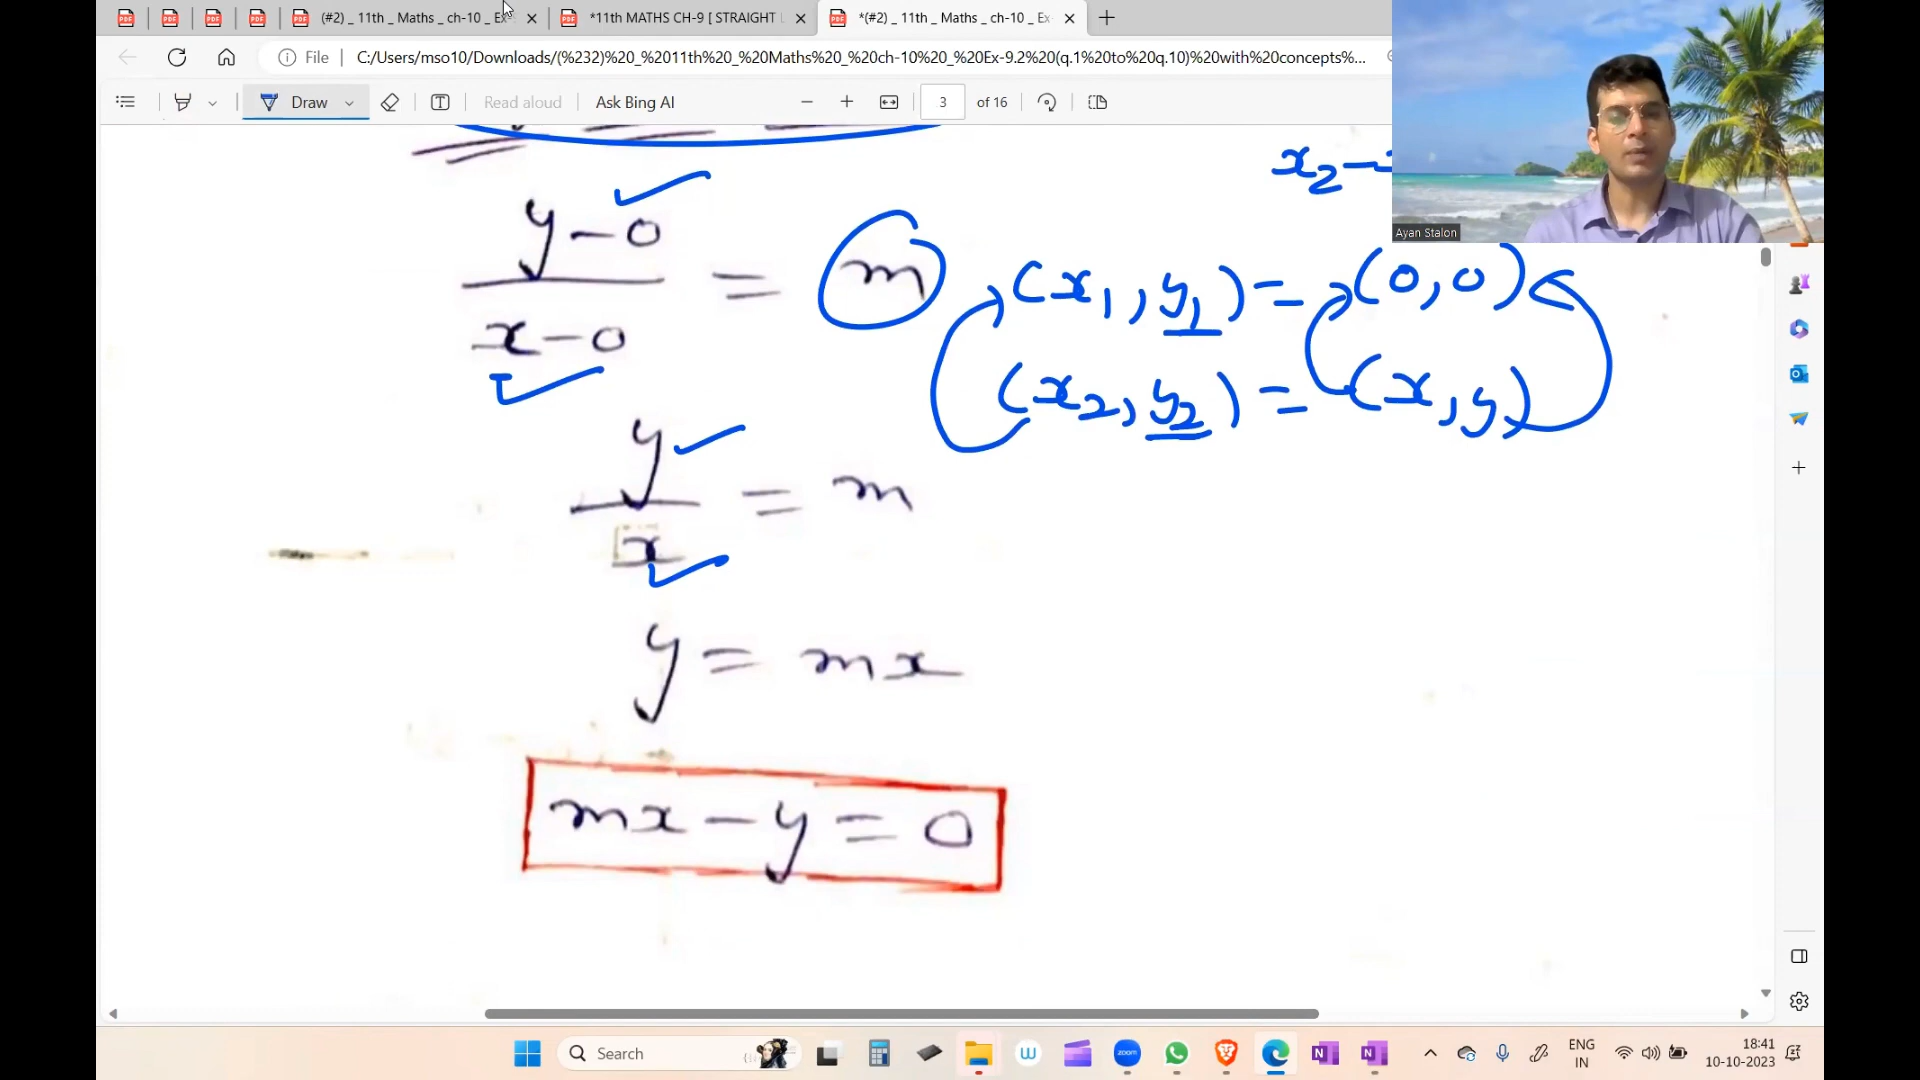 (#2) _ 11th _ Maths _ ch-10 _ Ex
*11th MATHS CH-9 [ STRAIGHT
*(#2) _ 11th _ Maths _ ch-10 _ Ex
File
C:/Users/mso10/Downloads/(%232)%20_%2011th%20_%20Maths%20_%20ch-10%20_%20Ex-9.2%20(q.1%20to%20q.10)%20with%20concepts%...
Draw
Read aloud
Ask Bing AI
3 of 16
Ayan Stalon
x₂ -
y - 0
x - 0
= m
(x₁, y₁) = (0, 0)
(x₂, y₂) = (x, y)
y
x
= m
y = mx
mx - y = 0
Search
zoom
ENG
IN
18:41
10-10-2023